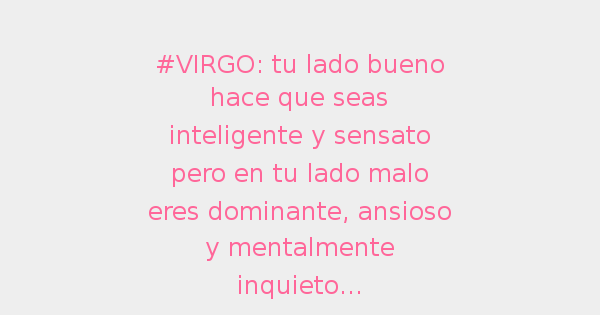 #VIRGO: tu lado bueno
hace que seas
inteligente y sensato
pero en tu lado malo
eres dominante, ansioso
y mentalmente
inquieto...